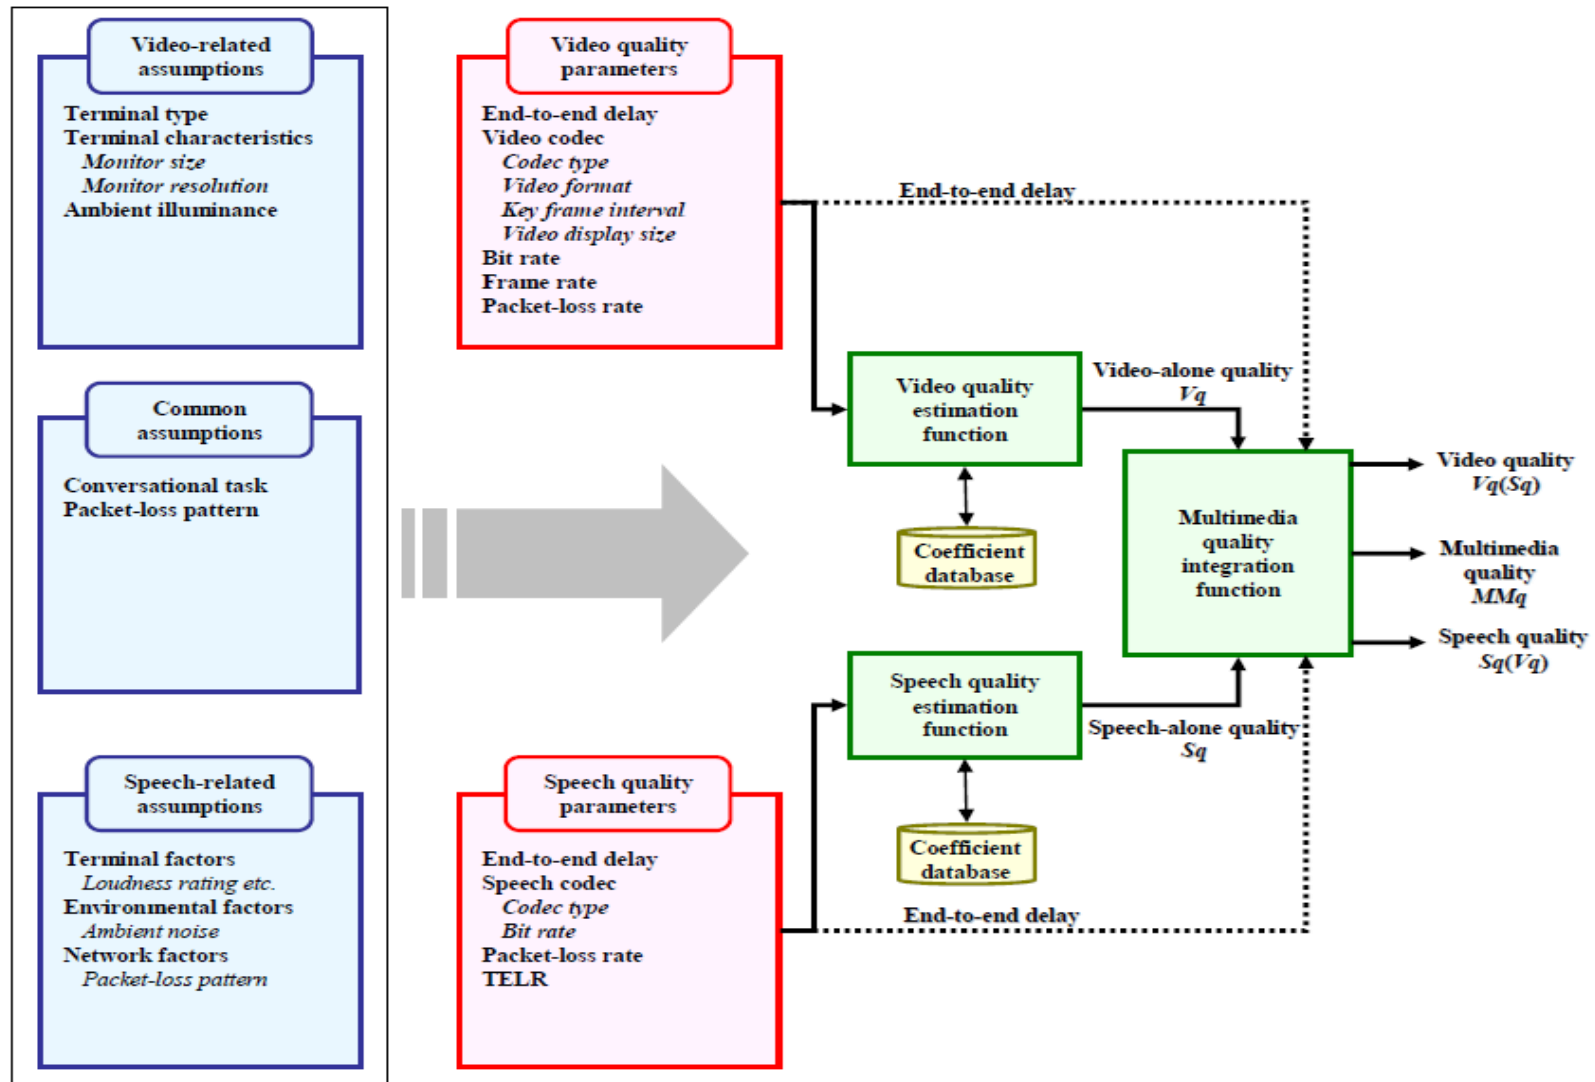 Video-related
assumptions
Terminal type
Terminal characteristics
Monitor size
Monitor resolution
Ambient illuminance
Common
assumptions
Conversational task
Packet-loss pattern
Speech-related
assumptions
Terminal factors
Loudness rating etc.
Environmental factors
Ambient noise
Network factors
Packet-loss pattern
Video quality
parameters
End-to-end delay
Video codec
Codec type
Video format
Key frame interval
Video display size
Bit rate
Frame rate
Packet-loss rate
Speech quality
parameters
End-to-end delay
Speech codec
Codec type
Bit rate
Packet-loss rate
TELR
End-to-end delay
Video quality
estimation
function
Coefficient
database
Video-alone quality
Vq
Speech quality
estimation
function
Coefficient
database
Speech-alone quality
Sq
End-to-end delay
Multimedia
quality
integration
function
Video quality
Vq(Sq)
Multimedia
quality
MMq
Speech quality
Sq(Vq)